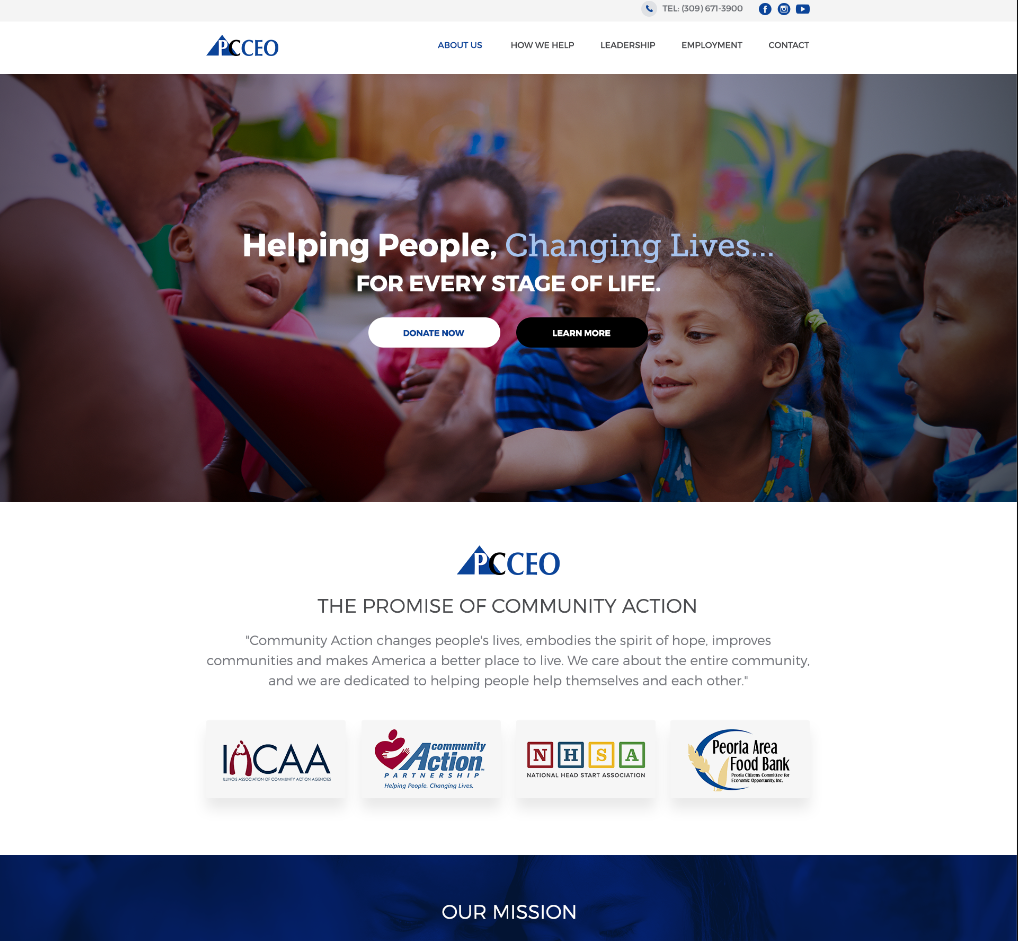 TEL: (309) 671-3900
PCCEO
ABOUT US
HOW WE HELP
LEADERSHIP
EMPLOYMENT
CONTACT
Helping People, Changing Lives...
FOR EVERY STAGE OF LIFE.
DONATE NOW
LEARN MORE
PCCEO
THE PROMISE OF COMMUNITY ACTION
"Community Action changes people's lives, embodies the spirit of hope, improves
communities and makes America a better place to live. We care about the entire community,
and we are dedicated to helping people help themselves and each other."
IACAA
ILLINOIS ASSOCIATION OF COMMUNITY ACTION AGENCIES
community
Action
PARTNERSHIP
Helping People. Changing Lives.
NHSA
NATIONAL HEAD START ASSOCIATION
Peoria Area
Food Bank
Peoria Citizens Committee for
Economic Opportunity, Inc.
OUR MISSION